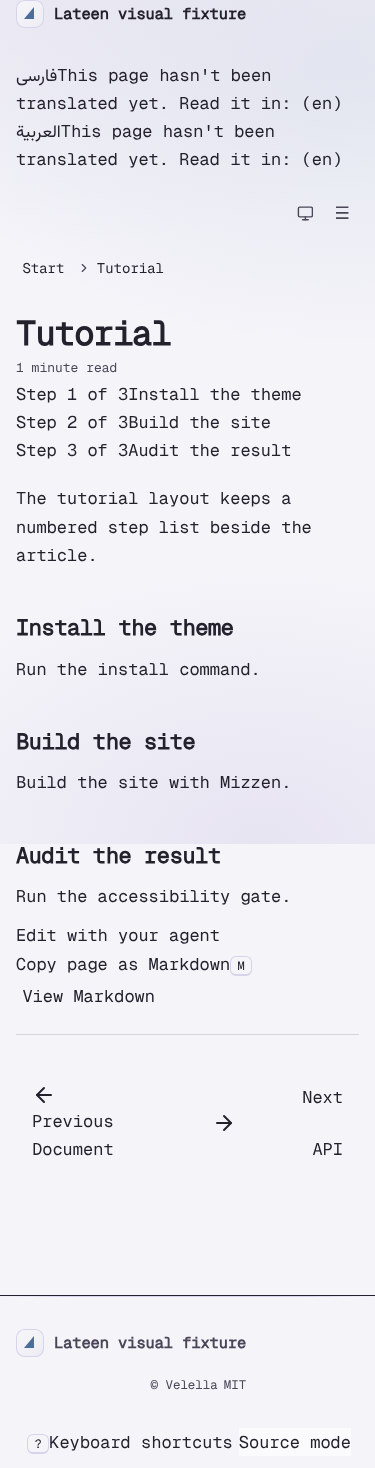 Lateen visual fixture
فارسیThis page hasn't been
translated yet. Read it in: (en)
العربيةThis page hasn't been
translated yet. Read it in: (en)
Start > Tutorial
Tutorial
1 minute read
Step 1 of 3Install the theme
Step 2 of 3Build the site
Step 3 of 3Audit the result
The tutorial layout keeps a
numbered step list beside the
article.
Install the theme
Run the install command.
Build the site
Build the site with Mizzen.
Audit the result
Run the accessibility gate.
Edit with your agent
Copy page as Markdown M
View Markdown
Previous
Document
Next
API
Lateen visual fixture
© Velella MIT
? Keyboard shortcuts Source mode